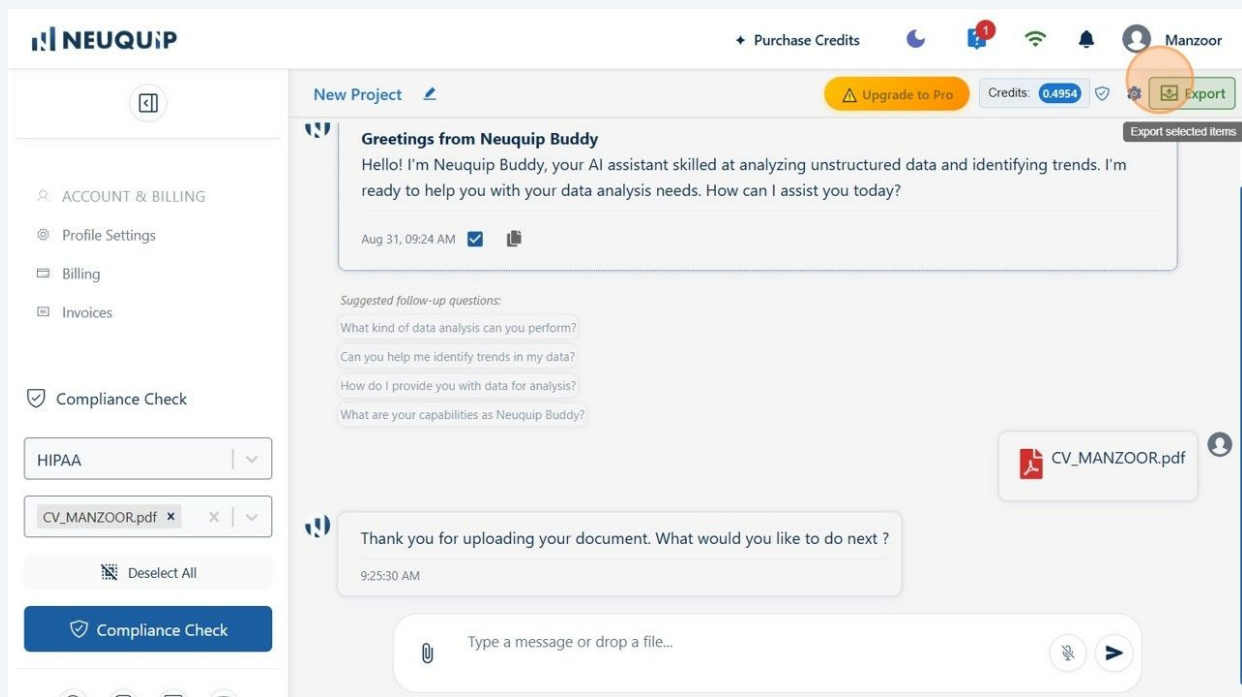 NEUQUiP
Purchase Credits
1
Manzoor
New Project
Upgrade to Pro
Credits: 0.4954
Export
Export selected items
ACCOUNT & BILLING
Profile Settings
Billing
Invoices
Compliance Check
HIPAA
CV_MANZOOR.pdf
Deselect All
Compliance Check
Greetings from Neuquip Buddy
Hello! I'm Neuquip Buddy, your AI assistant skilled at analyzing unstructured data and identifying trends. I'm
ready to help you with your data analysis needs. How can I assist you today?
Aug 31, 09:24 AM
Suggested follow-up questions:
What kind of data analysis can you perform?
Can you help me identify trends in my data?
How do I provide you with data for analysis?
What are your capabilities as Neuquip Buddy?
CV_MANZOOR.pdf
Thank you for uploading your document. What would you like to do next ?
9:25:30 AM
Type a message or drop a file...